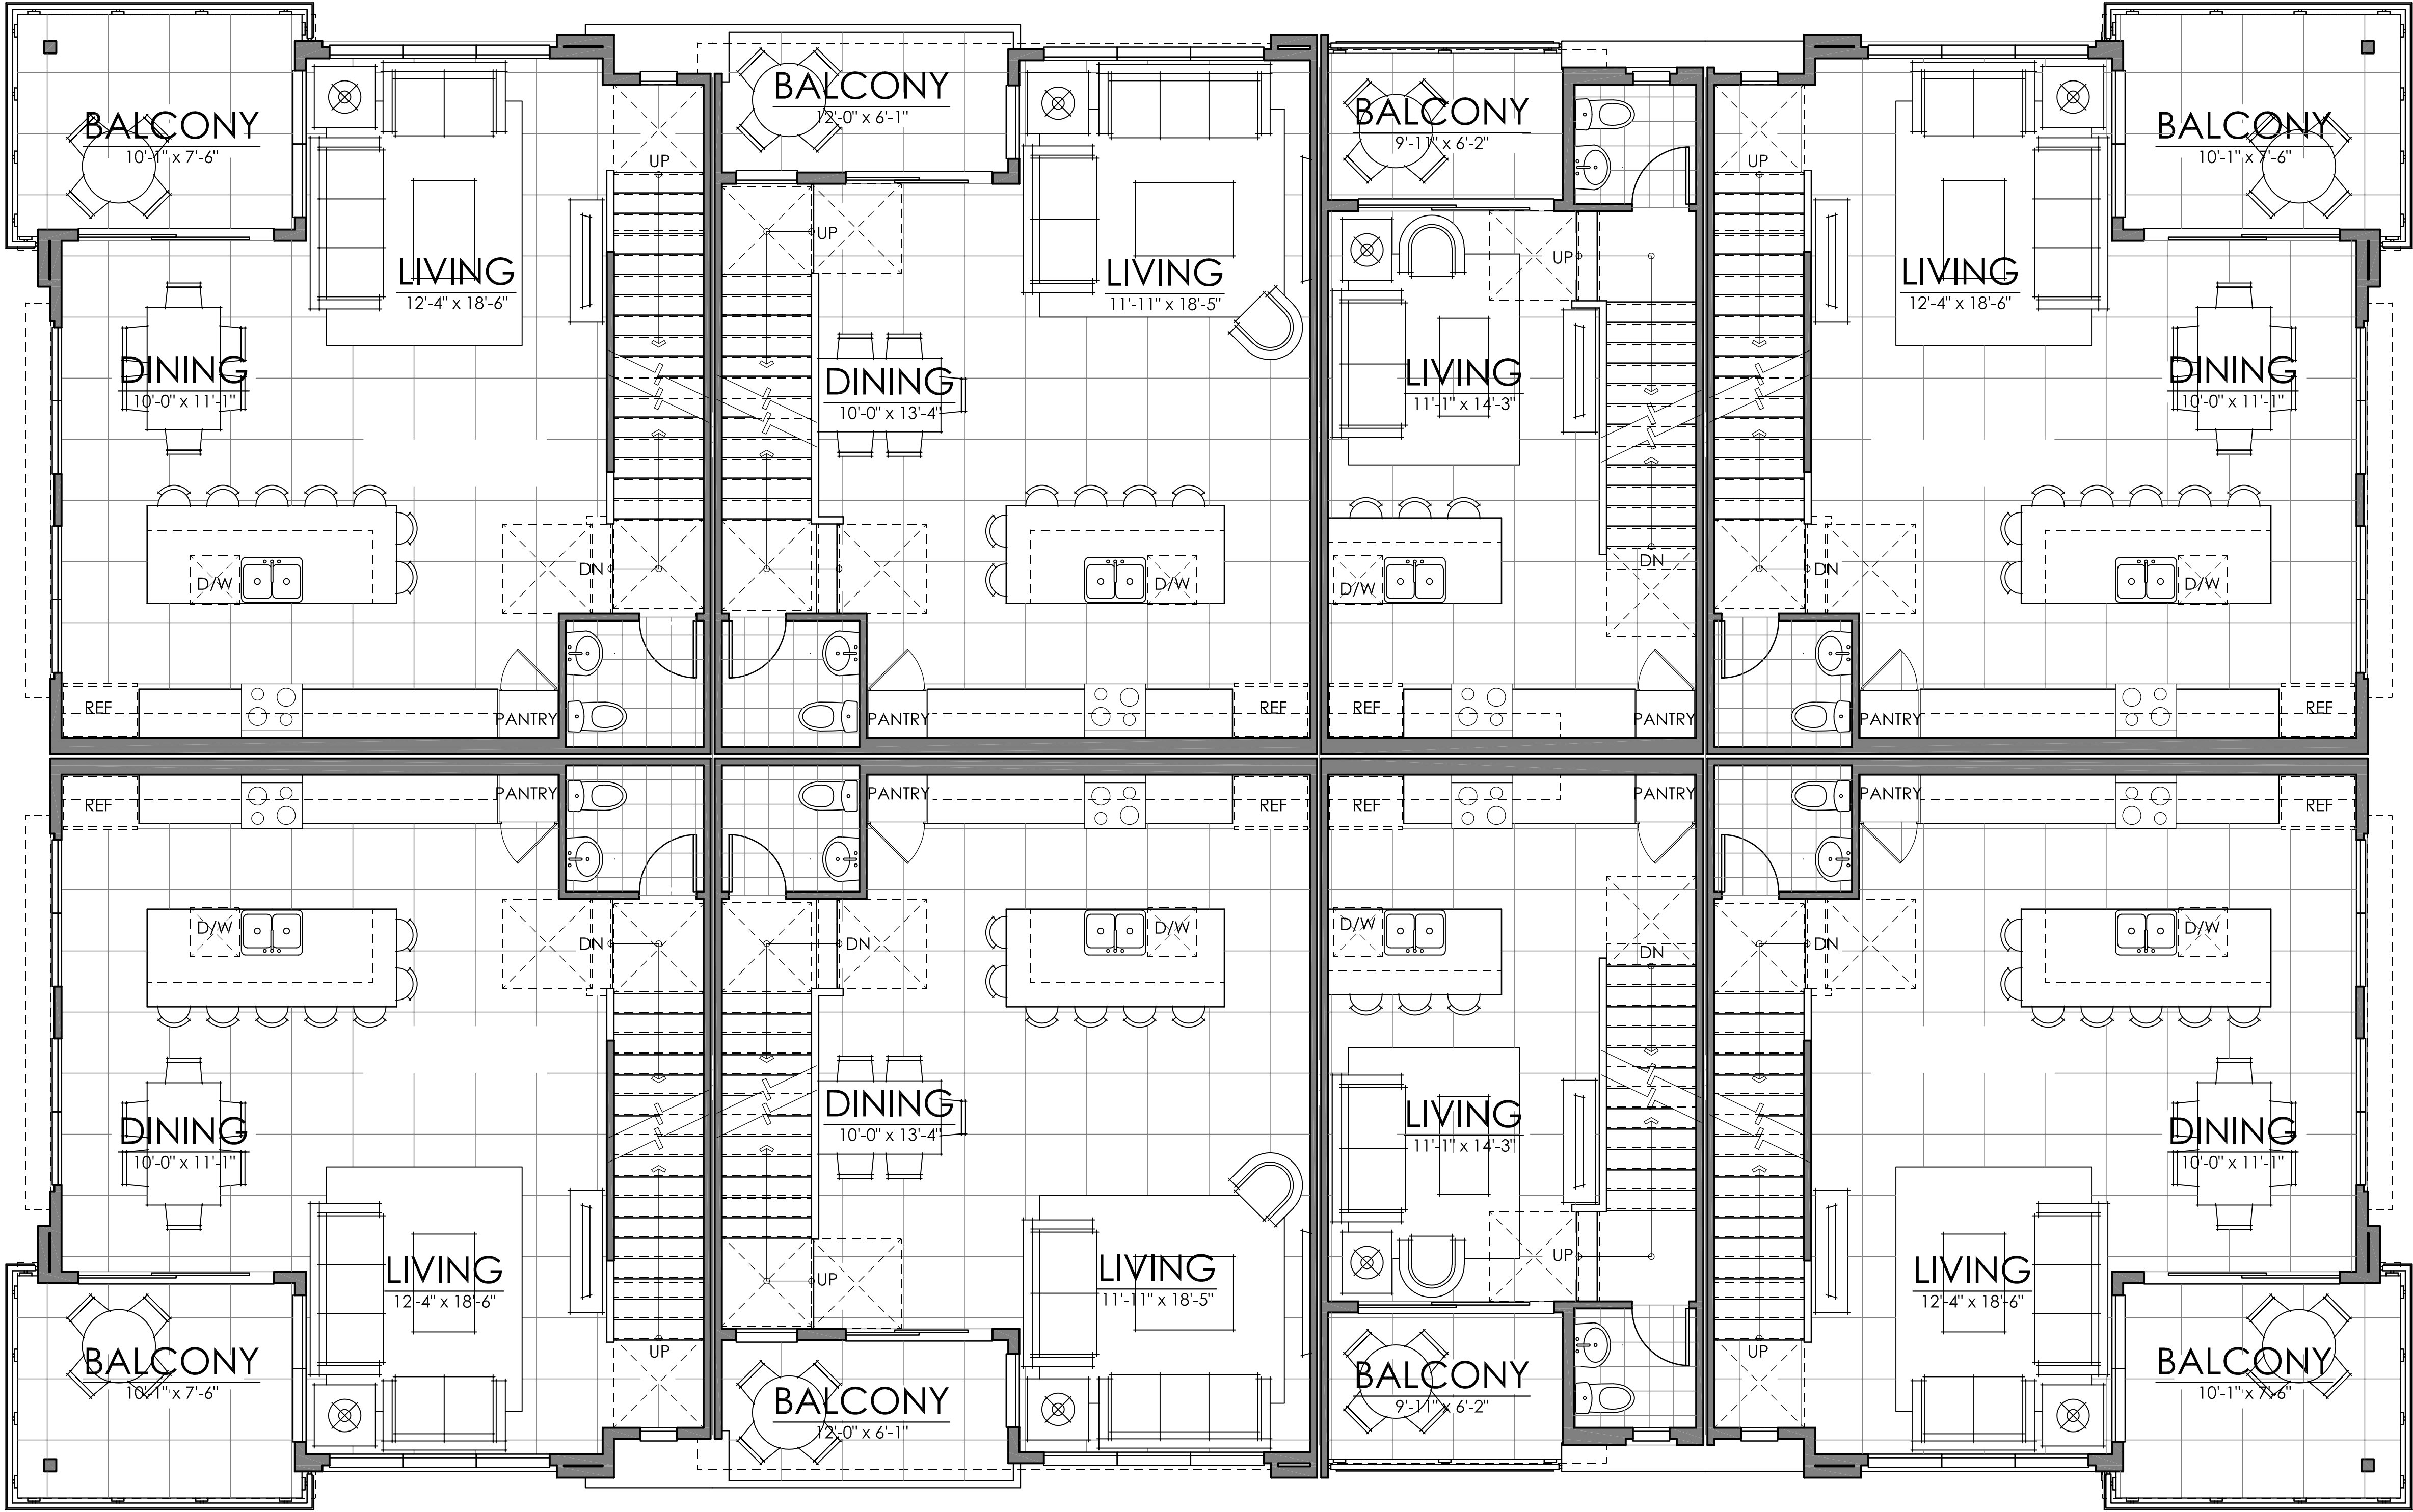 BALCONY
10'-1" x 7'-6"
LIVING
12'-4" x 18'-6"
DINING
10'-0" x 11'-1"
UP
DN
D/W
REF
PANTRY
BALCONY
12'-0" x 6'-1"
UP
LIVING
11'-11" x 18'-5"
DINING
10'-0" x 13'-4"
D/W
PANTRY
REF
BALCONY
9'-11" x 6'-2"
UP
LIVING
11'-1" x 14'-3"
DN
D/W
REF
PANTRY
BALCONY
10'-1" x 7'-6"
UP
LIVING
12'-4" x 18'-6"
DINING
10'-0" x 11'-1"
DN
D/W
PANTRY
REF
REF
PANTRY
D/W
DN
DINING
10'-0" x 11'-1"
LIVING
12'-4" x 18'-6"
UP
BALCONY
10'-1" x 7'-6"
PANTRY
REF
DN
D/W
DINING
10'-0" x 13'-4"
LIVING
11'-11" x 18'-5"
UP
BALCONY
12'-0" x 6'-1"
REF
PANTRY
D/W
DN
LIVING
11'-1" x 14'-3"
UP
BALCONY
9'-11" x 6'-2"
PANTRY
REF
D/W
DN
DINING
10'-0" x 11'-1"
LIVING
12'-4" x 18'-6"
UP
BALCONY
10'-1" x 7'-6"